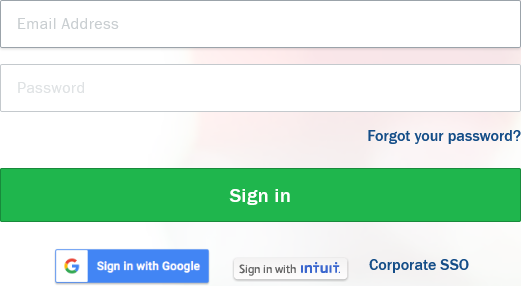 Email Address
Password
Forgot your password?
Sign in
Sign in with Google
Sign in with intuit.
Corporate SSO